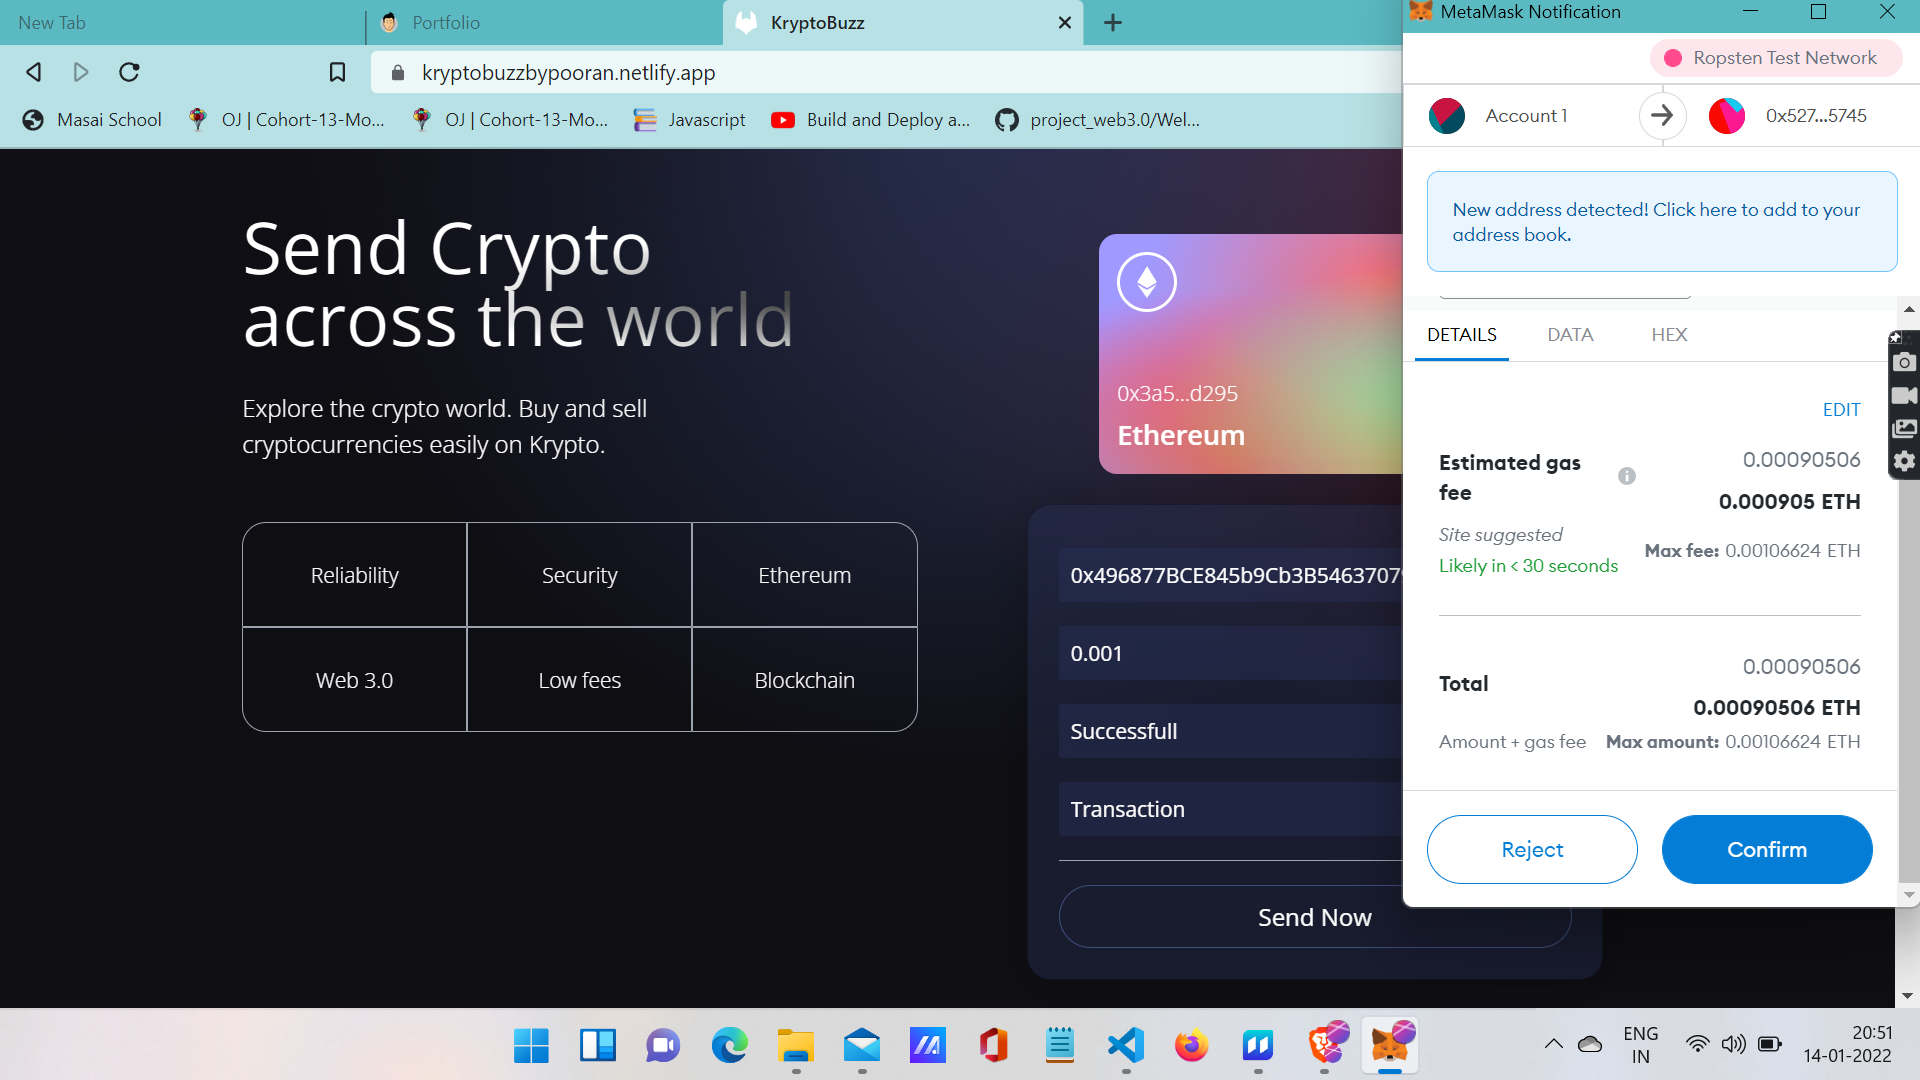 New Tab
Portfolio
KryptoBuzz
kryptobuzzbypooran.netlify.app
Masai School
OJ | Cohort-13-Mo...
OJ | Cohort-13-Mo...
Javascript
Build and Deploy a...
project_web3.0/Wel...
Send Crypto
across the world
Explore the crypto world. Buy and sell
cryptocurrencies easily on Krypto.
Reliability
Security
Ethereum
Web 3.0
Low fees
Blockchain
0x3a5...d295
Ethereum
0.001
Successfull
Transaction
Send Now
MetaMask Notification
Ropsten Test Network
Account 1
0x527...5745
New address detected! Click here to add to your
address book.
DETAILS
DATA
HEX
EDIT
Estimated gas
fee
0.00090506
0.000905 ETH
Site suggested
Likely in < 30 seconds
Max fee: 0.00106624 ETH
Total
0.00090506
0.00090506 ETH
Amount + gas fee
Max amount: 0.00106624 ETH
Reject
Confirm
ENG
IN
20:51
14-01-2022